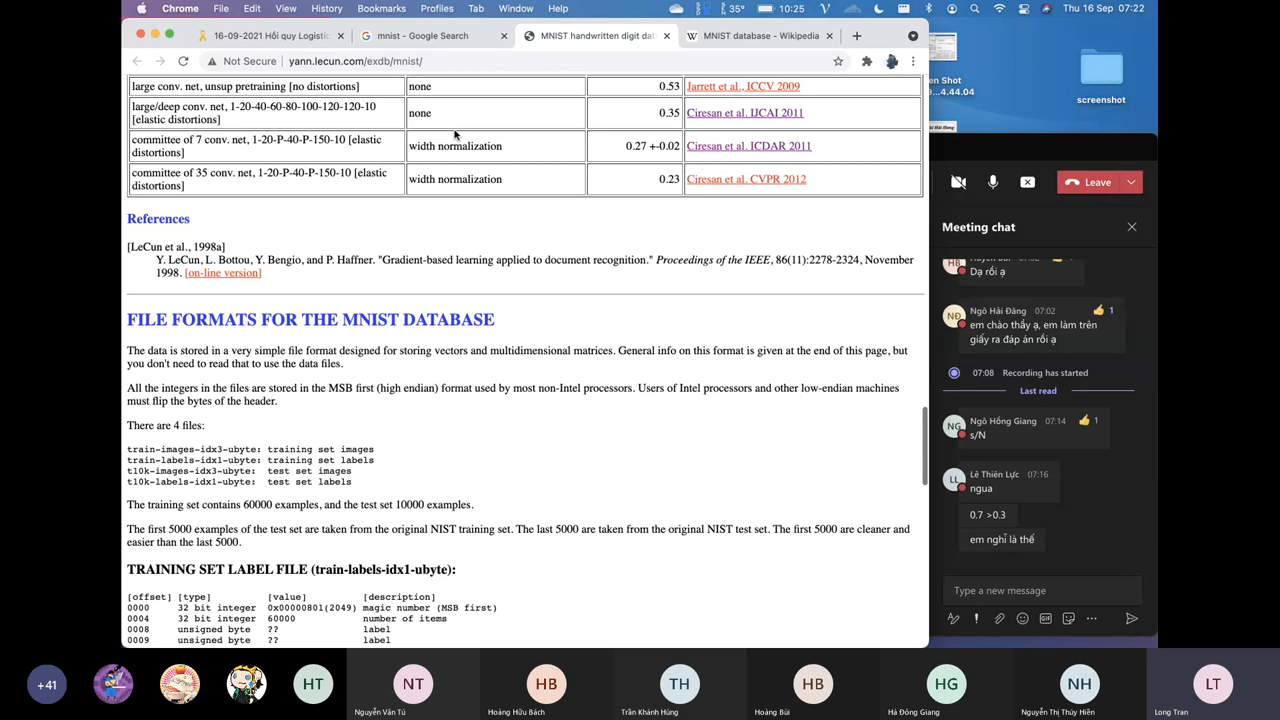 Chrome File Edit View History Bookmarks Profiles Tab Window Help
10:25
Thu 16 Sep 07:22
16-09-2021 Hồi quy Logistic
mnist - Google Search
MNIST handwritten digit dat
MNIST database - Wikipedia
Not Secure yann.lecun.com/exdb/mnist/
large conv. net, unsup pretraining [no distortions] none 0.53 Jarrett et al., ICCV 2009
large/deep conv. net, 1-20-40-60-80-100-120-120-10
[elastic distortions] none 0.35 Ciresan et al. IJCAI 2011
committee of 7 conv. net, 1-20-P-40-P-150-10 [elastic
distortions] width normalization 0.27 +-0.02 Ciresan et al. ICDAR 2011
committee of 35 conv. net, 1-20-P-40-P-150-10 [elastic
distortions] width normalization 0.23 Ciresan et al. CVPR 2012
References
[LeCun et al., 1998a]
Y. LeCun, L. Bottou, Y. Bengio, and P. Haffner. "Gradient-based learning applied to document recognition." Proceedings of the IEEE, 86(11):2278-2324, November
1998. [on-line version]
FILE FORMATS FOR THE MNIST DATABASE
The data is stored in a very simple file format designed for storing vectors and multidimensional matrices. General info on this format is given at the end of this page, but
you don't need to read that to use the data files.
All the integers in the files are stored in the MSB first (high endian) format used by most non-Intel processors. Users of Intel processors and other low-endian machines
must flip the bytes of the header.
There are 4 files:
train-images-idx3-ubyte: training set images
train-labels-idx1-ubyte: training set labels
t10k-images-idx3-ubyte: test set images
t10k-labels-idx1-ubyte: test set labels
The training set contains 60000 examples, and the test set 10000 examples.
The first 5000 examples of the test set are taken from the original NIST training set. The last 5000 are taken from the original NIST test set. The first 5000 are cleaner and
easier than the last 5000.
TRAINING SET LABEL FILE (train-labels-idx1-ubyte):
[offset] [type] [value] [description]
0000 32 bit integer 0x00000801(2049) magic number (MSB first)
0004 32 bit integer 60000 number of items
0008 unsigned byte ?? label
0009 unsigned byte ?? label
een Shot
9...4.44.04
screenshot
Leave
Meeting chat
HB
Dạ rồi ạ
NĐ
Ngô Hải Đăng 07:02 1
em chào thầy ạ, em làm trên
giấy ra đáp án rồi ạ
07:08 Recording has started
Last read
NG
Ngô Hồng Giang 07:14 1
s/N
LL
Lê Thiên Lực 07:16
ngua
0.7 >0.3
em nghĩ là thế
Type a new message
GIF
+41
HT
NT
HB
TH
HB
HG
NH
LT
Nguyễn Văn Tú
Hoàng Hữu Bách
Trần Khánh Hùng
Hoàng Bùi
Hà Đông Giang
Nguyễn Thị Thúy Hiền
Long Tran